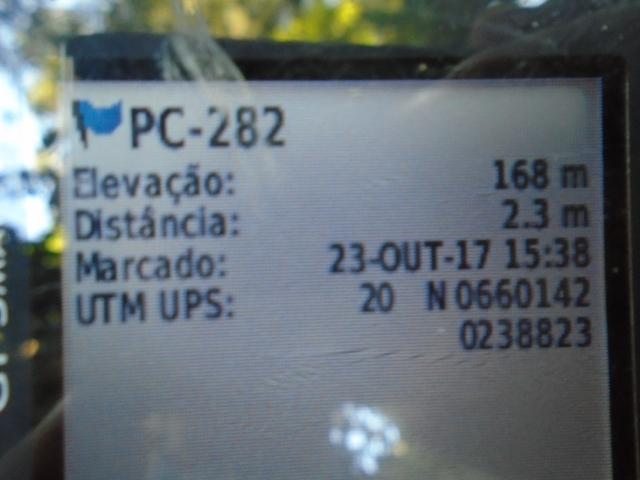 PC-282
Elevação: 168 m
Distância: 2.3 m
Marcado: 23-OUT-17 15:38
UTM UPS: 20 N 0660142
0238823